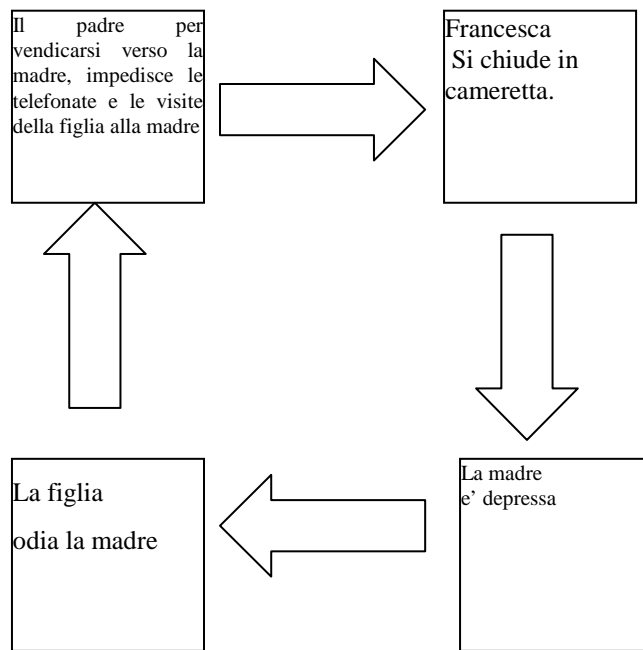 Il padre per
vendicarsi verso la
madre, impedisce le
telefonate e le visite
della figlia alla madre
Francesca
Si chiude in
cameretta.
La madre
e’ depressa
La figlia
odia la madre